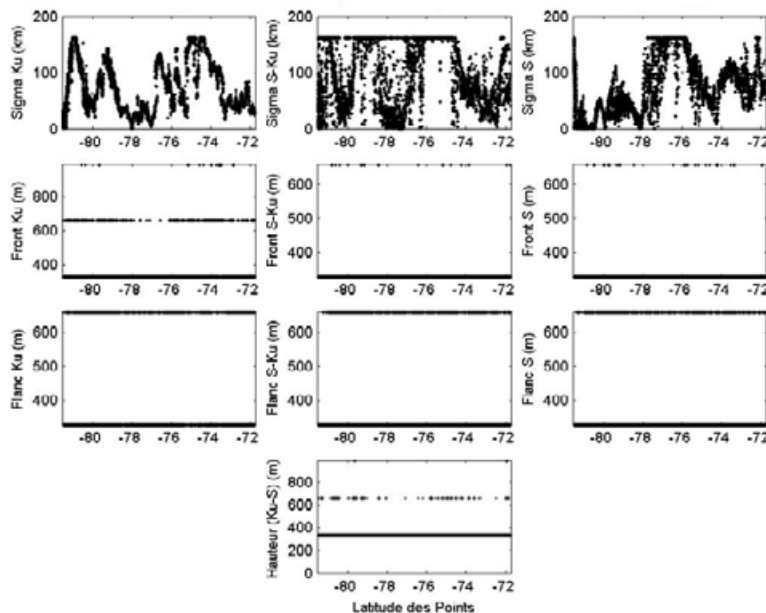 Sigma Ku (km)
200
100
0
-80 -78 -76 -74 -72
Sigma S-Ku (km)
200
100
0
-80 -78 -76 -74 -72
Sigma S (km)
200
100
0
-80 -78 -76 -74 -72
Front Ku (m)
800
600
400
-80 -78 -76 -74 -72
Front S-Ku (m)
600
500
400
-80 -78 -76 -74 -72
Front S (m)
600
500
400
-80 -78 -76 -74 -72
Flanc Ku (m)
600
500
400
-80 -78 -76 -74 -72
Flanc S-Ku (m)
600
500
400
-80 -78 -76 -74 -72
Flanc S (m)
600
500
400
-80 -78 -76 -74 -72
Hauteur (Ku-S) (m)
800
600
400
200
0
-80 -78 -76 -74 -72
Latitude des Points